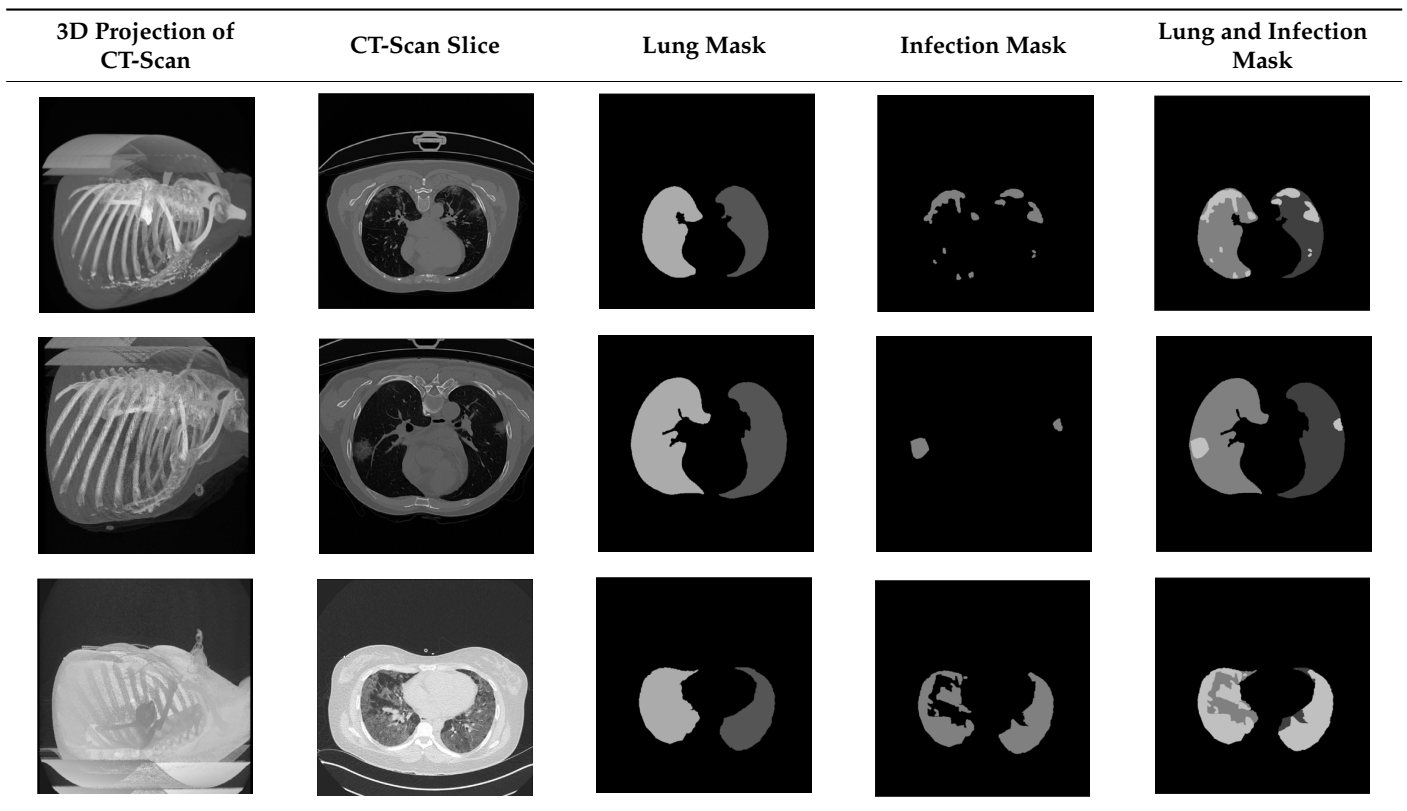 3D Projection of
CT-Scan
CT-Scan Slice
Lung Mask
Infection Mask
Lung and Infection
Mask